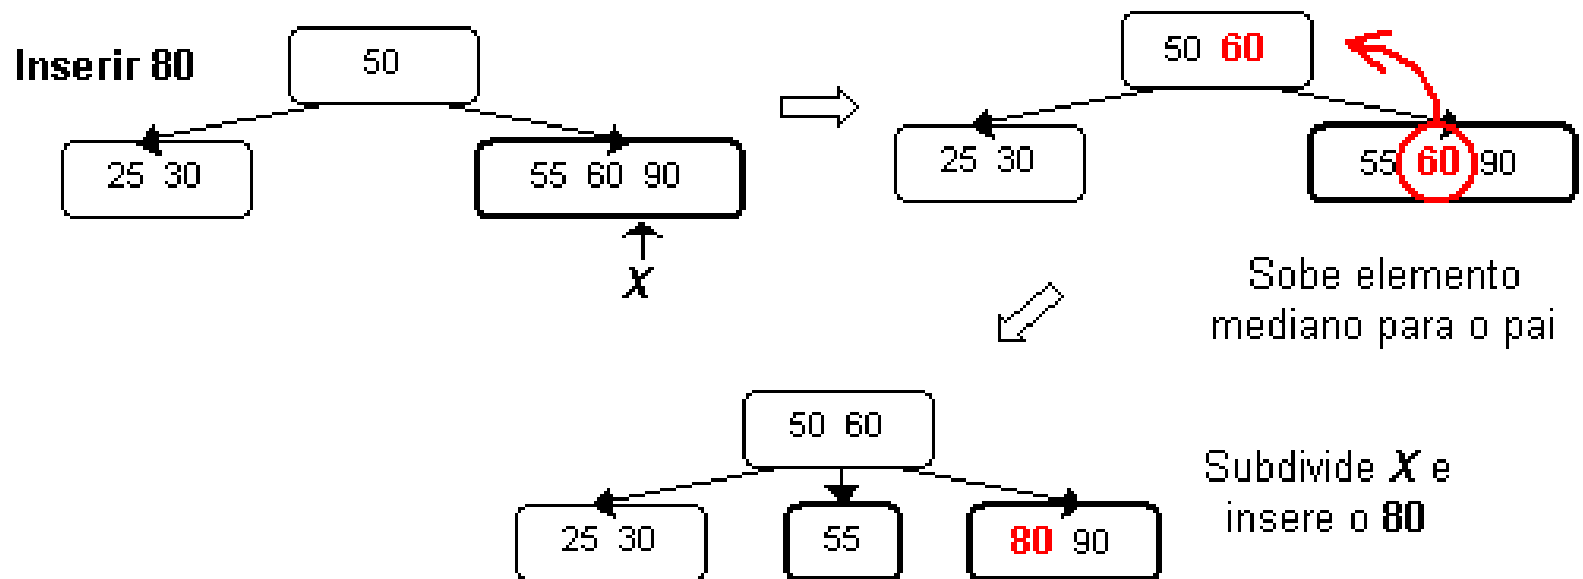 Inserir 80
50
25 30
55 60 90
X
50 60
25 30
55 60 90
Sobe elemento
mediano para o pai
50 60
25 30
55
80 90
Subdivide X e
insere o 80